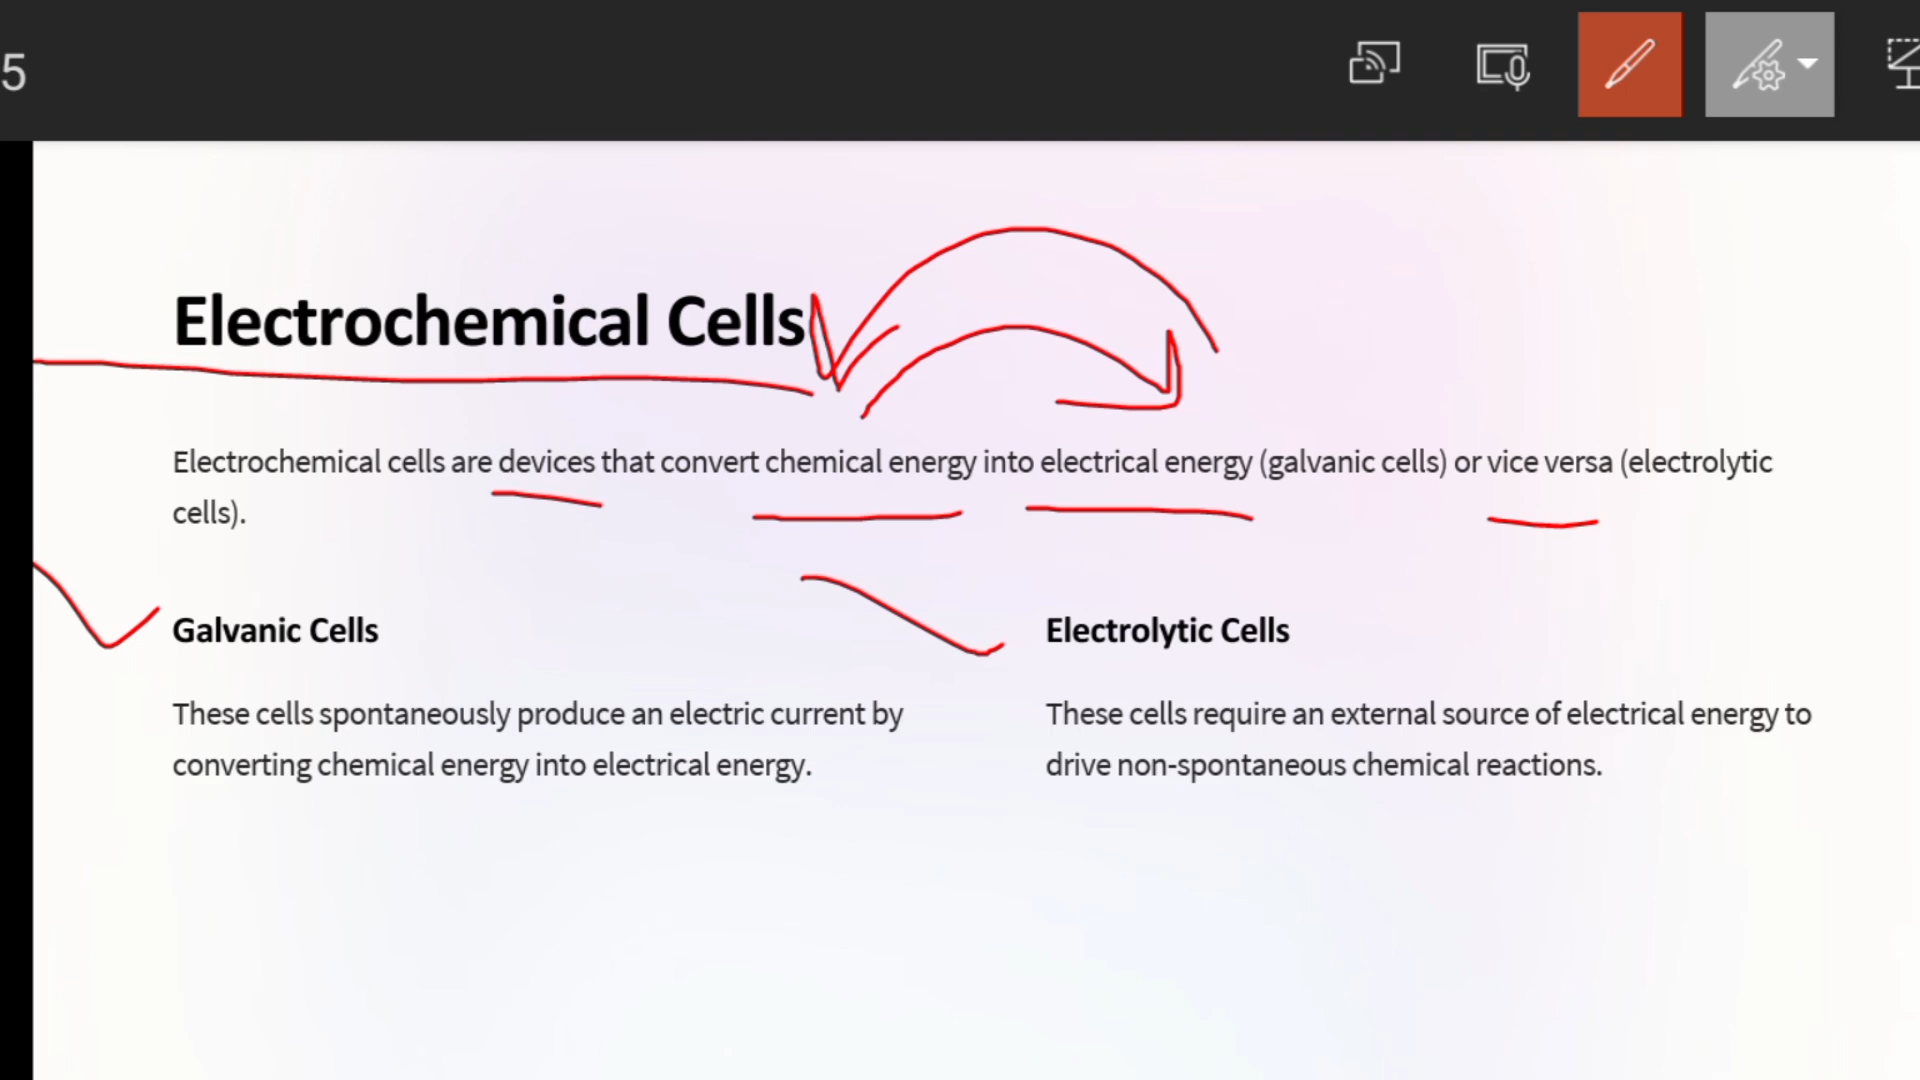 5
Electrochemical Cells
Electrochemical cells are devices that convert chemical energy into electrical energy (galvanic cells) or vice versa (electrolytic
cells).
Galvanic Cells
These cells spontaneously produce an electric current by
converting chemical energy into electrical energy.
Electrolytic Cells
These cells require an external source of electrical energy to
drive non-spontaneous chemical reactions.